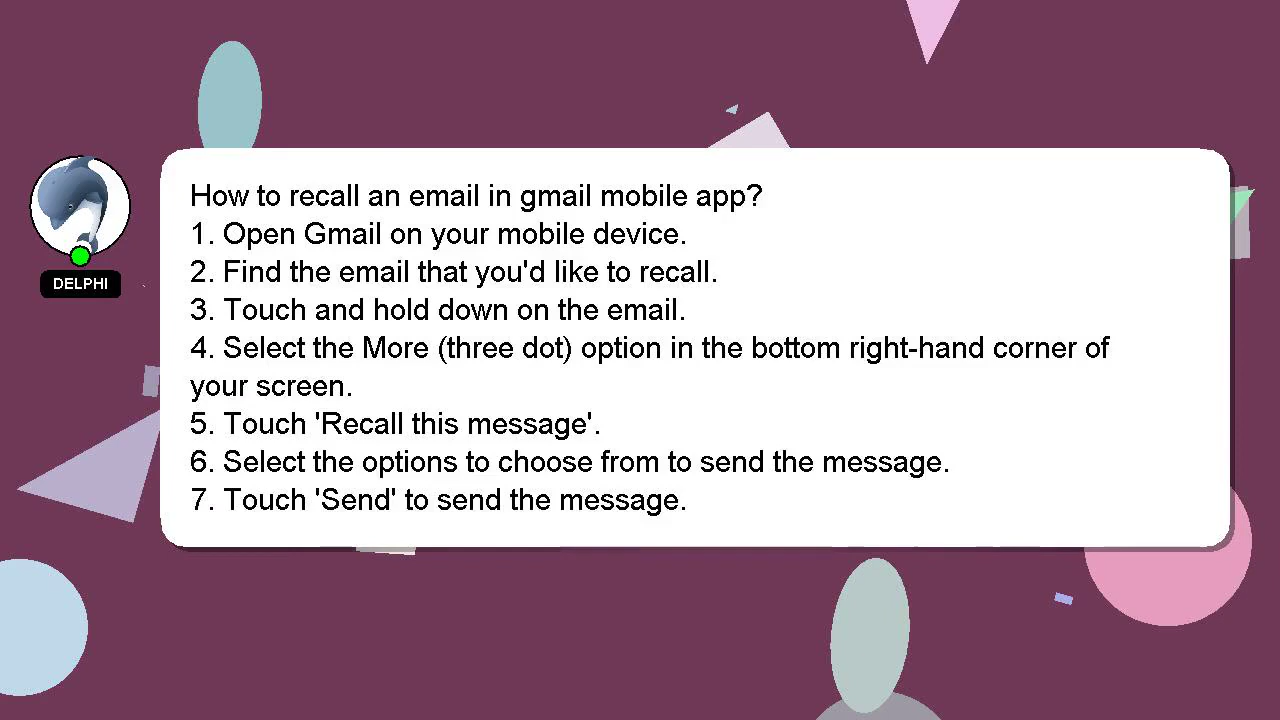 How to recall an email in gmail mobile app?
1. Open Gmail on your mobile device.
2. Find the email that you'd like to recall.
3. Touch and hold down on the email.
4. Select the More (three dot) option in the bottom right-hand corner of
your screen.
5. Touch 'Recall this message'.
6. Select the options to choose from to send the message.
7. Touch 'Send' to send the message.
DELPHI